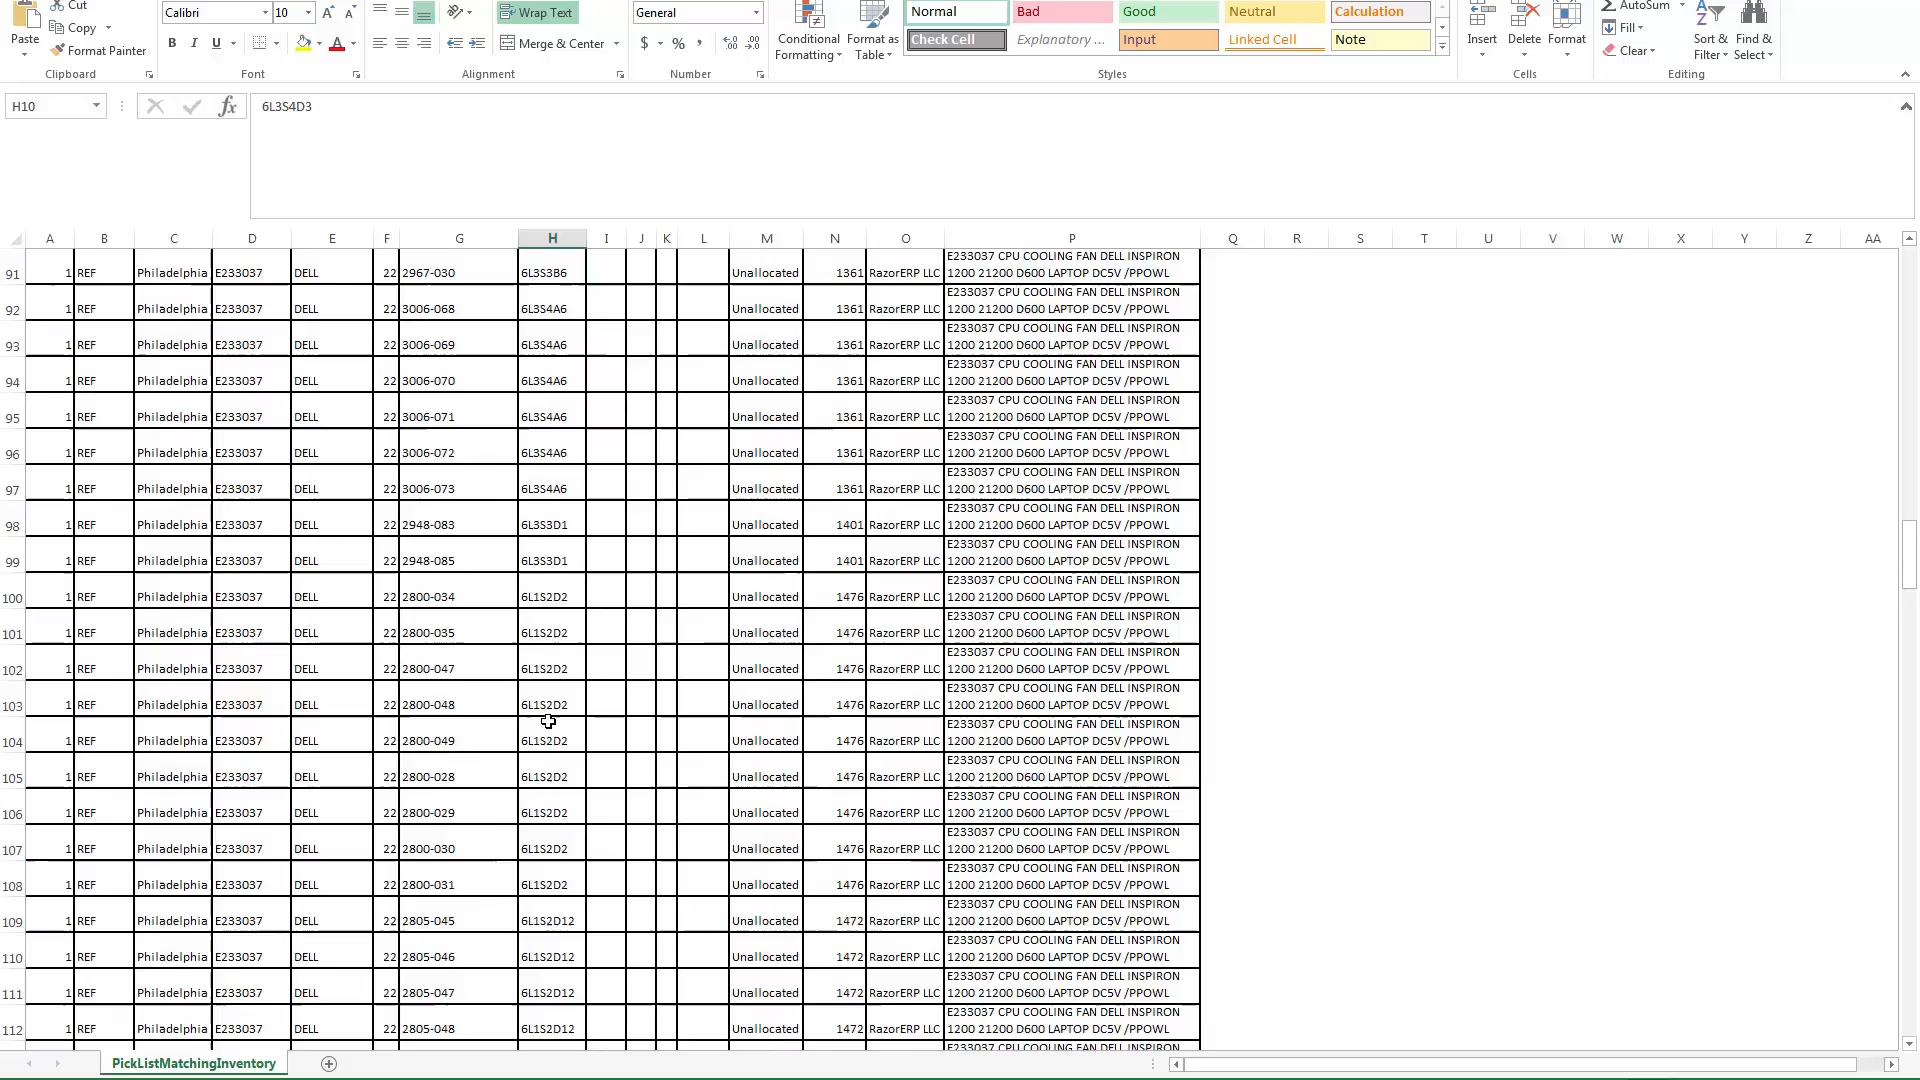 Cut
Copy
Format Painter
Paste
Clipboard
Calibri 10
B I U
Font
Wrap Text
Merge & Center
Alignment
General
$ % ,
Number
Conditional Formatting
Format as Table
Normal Bad Good Neutral Calculation
Check Cell Explanatory ... Input Linked Cell Note
Styles
Insert Delete Format
Cells
AutoSum
Fill
Clear
Sort & Filter
Find & Select
Editing
H10 fx 6L3S4D3
A B C D E F G H I J K L M N O P Q R S T U V W X Y Z AA
91 1 REF Philadelphia E233037 DELL 22 2967-030 6L3S3B6 Unallocated 1361 RazorERP LLC E233037 CPU COOLING FAN DELL INSPIRON
1200 21200 D600 LAPTOP DC5V /PPOWL
92 1 REF Philadelphia E233037 DELL 22 3006-068 6L3S4A6 Unallocated 1361 RazorERP LLC E233037 CPU COOLING FAN DELL INSPIRON
1200 21200 D600 LAPTOP DC5V /PPOWL
93 1 REF Philadelphia E233037 DELL 22 3006-069 6L3S4A6 Unallocated 1361 RazorERP LLC E233037 CPU COOLING FAN DELL INSPIRON
1200 21200 D600 LAPTOP DC5V /PPOWL
94 1 REF Philadelphia E233037 DELL 22 3006-070 6L3S4A6 Unallocated 1361 RazorERP LLC E233037 CPU COOLING FAN DELL INSPIRON
1200 21200 D600 LAPTOP DC5V /PPOWL
95 1 REF Philadelphia E233037 DELL 22 3006-071 6L3S4A6 Unallocated 1361 RazorERP LLC E233037 CPU COOLING FAN DELL INSPIRON
1200 21200 D600 LAPTOP DC5V /PPOWL
96 1 REF Philadelphia E233037 DELL 22 3006-072 6L3S4A6 Unallocated 1361 RazorERP LLC E233037 CPU COOLING FAN DELL INSPIRON
1200 21200 D600 LAPTOP DC5V /PPOWL
97 1 REF Philadelphia E233037 DELL 22 3006-073 6L3S4A6 Unallocated 1361 RazorERP LLC E233037 CPU COOLING FAN DELL INSPIRON
1200 21200 D600 LAPTOP DC5V /PPOWL
98 1 REF Philadelphia E233037 DELL 22 2948-083 6L3S3D1 Unallocated 1401 RazorERP LLC E233037 CPU COOLING FAN DELL INSPIRON
1200 21200 D600 LAPTOP DC5V /PPOWL
99 1 REF Philadelphia E233037 DELL 22 2948-085 6L3S3D1 Unallocated 1401 RazorERP LLC E233037 CPU COOLING FAN DELL INSPIRON
1200 21200 D600 LAPTOP DC5V /PPOWL
100 1 REF Philadelphia E233037 DELL 22 2800-034 6L1S2D2 Unallocated 1476 RazorERP LLC E233037 CPU COOLING FAN DELL INSPIRON
1200 21200 D600 LAPTOP DC5V /PPOWL
101 1 REF Philadelphia E233037 DELL 22 2800-035 6L1S2D2 Unallocated 1476 RazorERP LLC E233037 CPU COOLING FAN DELL INSPIRON
1200 21200 D600 LAPTOP DC5V /PPOWL
102 1 REF Philadelphia E233037 DELL 22 2800-047 6L1S2D2 Unallocated 1476 RazorERP LLC E233037 CPU COOLING FAN DELL INSPIRON
1200 21200 D600 LAPTOP DC5V /PPOWL
103 1 REF Philadelphia E233037 DELL 22 2800-048 6L1S2D2 Unallocated 1476 RazorERP LLC E233037 CPU COOLING FAN DELL INSPIRON
1200 21200 D600 LAPTOP DC5V /PPOWL
104 1 REF Philadelphia E233037 DELL 22 2800-049 6L1S2D2 Unallocated 1476 RazorERP LLC E233037 CPU COOLING FAN DELL INSPIRON
1200 21200 D600 LAPTOP DC5V /PPOWL
105 1 REF Philadelphia E233037 DELL 22 2800-028 6L1S2D2 Unallocated 1476 RazorERP LLC E233037 CPU COOLING FAN DELL INSPIRON
1200 21200 D600 LAPTOP DC5V /PPOWL
106 1 REF Philadelphia E233037 DELL 22 2800-029 6L1S2D2 Unallocated 1476 RazorERP LLC E233037 CPU COOLING FAN DELL INSPIRON
1200 21200 D600 LAPTOP DC5V /PPOWL
107 1 REF Philadelphia E233037 DELL 22 2800-030 6L1S2D2 Unallocated 1476 RazorERP LLC E233037 CPU COOLING FAN DELL INSPIRON
1200 21200 D600 LAPTOP DC5V /PPOWL
108 1 REF Philadelphia E233037 DELL 22 2800-031 6L1S2D2 Unallocated 1476 RazorERP LLC E233037 CPU COOLING FAN DELL INSPIRON
1200 21200 D600 LAPTOP DC5V /PPOWL
109 1 REF Philadelphia E233037 DELL 22 2805-045 6L1S2D12 Unallocated 1472 RazorERP LLC E233037 CPU COOLING FAN DELL INSPIRON
1200 21200 D600 LAPTOP DC5V /PPOWL
110 1 REF Philadelphia E233037 DELL 22 2805-046 6L1S2D12 Unallocated 1472 RazorERP LLC E233037 CPU COOLING FAN DELL INSPIRON
1200 21200 D600 LAPTOP DC5V /PPOWL
111 1 REF Philadelphia E233037 DELL 22 2805-047 6L1S2D12 Unallocated 1472 RazorERP LLC E233037 CPU COOLING FAN DELL INSPIRON
1200 21200 D600 LAPTOP DC5V /PPOWL
112 1 REF Philadelphia E233037 DELL 22 2805-048 6L1S2D12 Unallocated 1472 RazorERP LLC E233037 CPU COOLING FAN DELL INSPIRON
1200 21200 D600 LAPTOP DC5V /PPOWL
PickListMatchingInventory